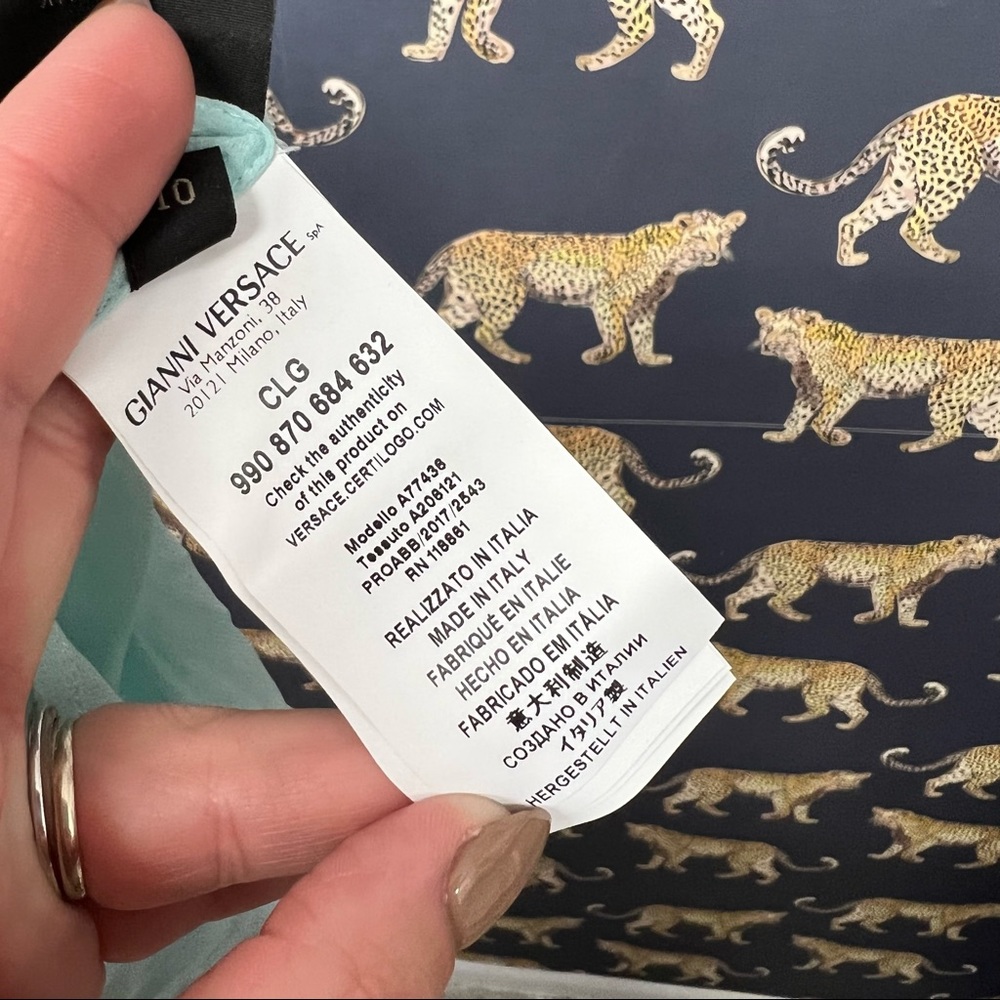 40
GIANNI VERSACE SpA
Via Manzoni, 38
20121 Milano, Italy
CLG
990 870 684 632
Check the authenticity
of this product on
VERSACE.CERTILOGO.COM
Modello A77436
Tessuto A208121
PROABB/2017/2543
RN 116661
REALIZZATO IN ITALIA
MADE IN ITALY
FABRIQUÉ EN ITALIE
HECHO EN ITALIA
FABRICADO EM ITÁLIA
意大利制造
СОЗДАНО В ИТАЛИИ
イタリア製
HERGESTELLT IN ITALIEN